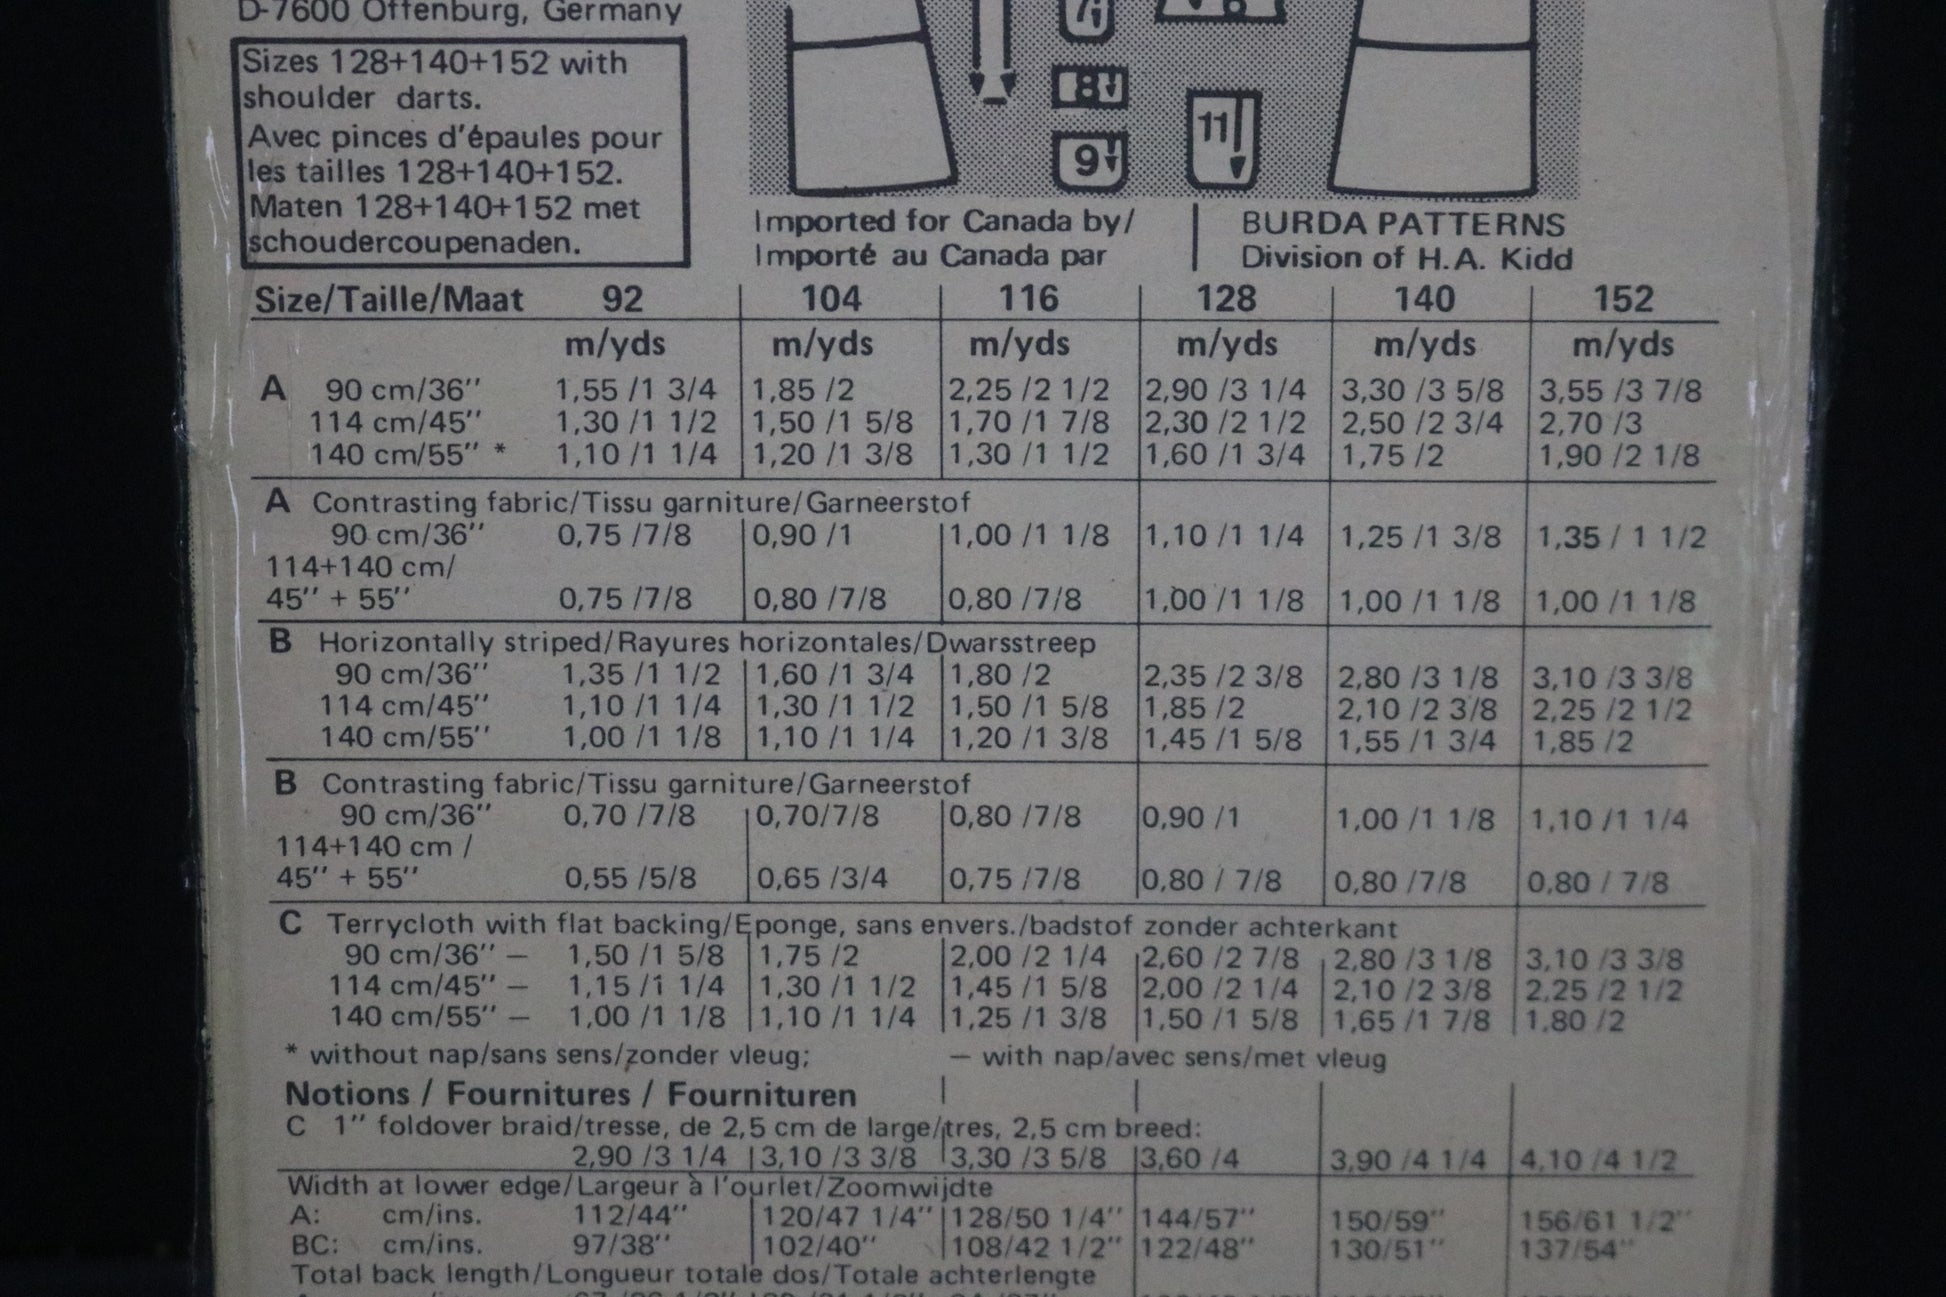 D-7600 Offenburg, Germany
Sizes 128+140+152 with
shoulder darts.
Avec pinces d'épaules pour
les tailles 128+140+152.
Maten 128+140+152 met
schoudercoupenaden.
7
8
9
11
Imported for Canada by/
Importé au Canada par
BURDA PATTERNS
Division of H.A. Kidd
Size/Taille/Maat 92 104 116 128 140 152
m/yds m/yds m/yds m/yds m/yds m/yds
A 90 cm/36" 1,55 /1 3/4 1,85 /2 2,25 /2 1/2 2,90 /3 1/4 3,30 /3 5/8 3,55 /3 7/8
114 cm/45" 1,30 /1 1/2 1,50 /1 5/8 1,70 /1 7/8 2,30 /2 1/2 2,50 /2 3/4 2,70 /3
140 cm/55" * 1,10 /1 1/4 1,20 /1 3/8 1,30 /1 1/2 1,60 /1 3/4 1,75 /2 1,90 /2 1/8
A Contrasting fabric/Tissu garniture/Garneerstof
90 cm/36" 0,75 /7/8 0,90 /1 1,00 /1 1/8 1,10 /1 1/4 1,25 /1 3/8 1,35 / 1 1/2
114+140 cm/
45" + 55" 0,75 /7/8 0,80 /7/8 0,80 /7/8 1,00 /1 1/8 1,00 /1 1/8 1,00 /1 1/8
B Horizontally striped/Rayures horizontales/Dwarsstreep
90 cm/36" 1,35 /1 1/2 1,60 /1 3/4 1,80 /2 2,35 /2 3/8 2,80 /3 1/8 3,10 /3 3/8
114 cm/45" 1,10 /1 1/4 1,30 /1 1/2 1,50 /1 5/8 1,85 /2 2,10 /2 3/8 2,25 /2 1/2
140 cm/55" 1,00 /1 1/8 1,10 /1 1/4 1,20 /1 3/8 1,45 /1 5/8 1,55 /1 3/4 1,85 /2
B Contrasting fabric/Tissu garniture/Garneerstof
90 cm/36" 0,70 /7/8 0,70/7/8 0,80 /7/8 0,90 /1 1,00 /1 1/8 1,10 /1 1/4
114+140 cm /
45" + 55" 0,55 /5/8 0,65 /3/4 0,75 /7/8 0,80 / 7/8 0,80 /7/8 0,80 / 7/8
C Terrycloth with flat backing/Eponge, sans envers./badstof zonder achterkant
90 cm/36" – 1,50 /1 5/8 1,75 /2 2,00 /2 1/4 2,60 /2 7/8 2,80 /3 1/8 3,10 /3 3/8
114 cm/45" – 1,15 /1 1/4 1,30 /1 1/2 1,45 /1 5/8 2,00 /2 1/4 2,10 /2 3/8 2,25 /2 1/2
140 cm/55" – 1,00 /1 1/8 1,10 /1 1/4 1,25 /1 3/8 1,50 /1 5/8 1,65 /1 7/8 1,80 /2
* without nap/sans sens/zonder vleug; – with nap/avec sens/met vleug
Notions / Fournitures / Fournituren
C 1" foldover braid/tresse, de 2,5 cm de large/tres, 2,5 cm breed:
2,90 /3 1/4 3,10 /3 3/8 3,30 /3 5/8 3,60 /4 3,90 /4 1/4 4,10 /4 1/2
Width at lower edge/Largeur à l'ourlet/Zoomwijdte
A: cm/ins. 112/44" 120/47 1/4" 128/50 1/4" 144/57" 150/59" 156/61 1/2"
BC: cm/ins. 97/38" 102/40" 108/42 1/2" 122/48" 130/51" 137/54"
Total back length/Longueur totale dos/Totale achterlengte